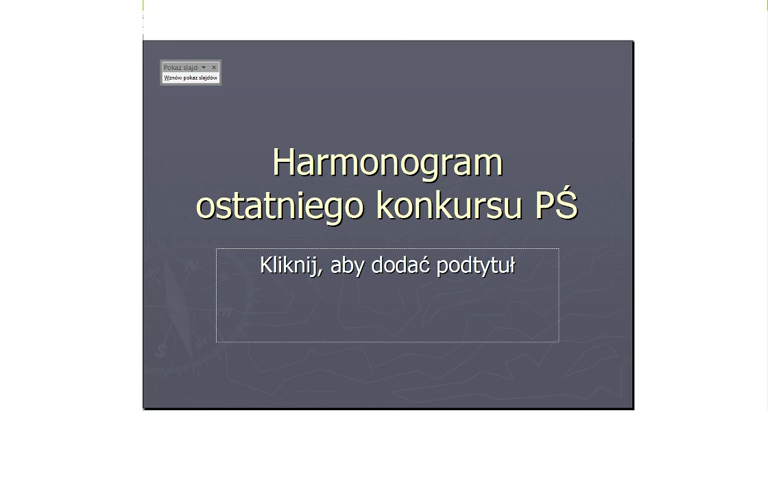 Pokaz slajd
Wznów pokaz slajdów
Harmonogram
ostatniego konkursu PŚ
Kliknij, aby dodać podtytuł
N
S